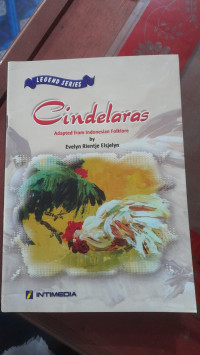 LEGEND SERIES
Cindelaras
Adapted from Indonesian Folklore
by
Evelyn Rientje Elsjelyn
INTIMEDIA